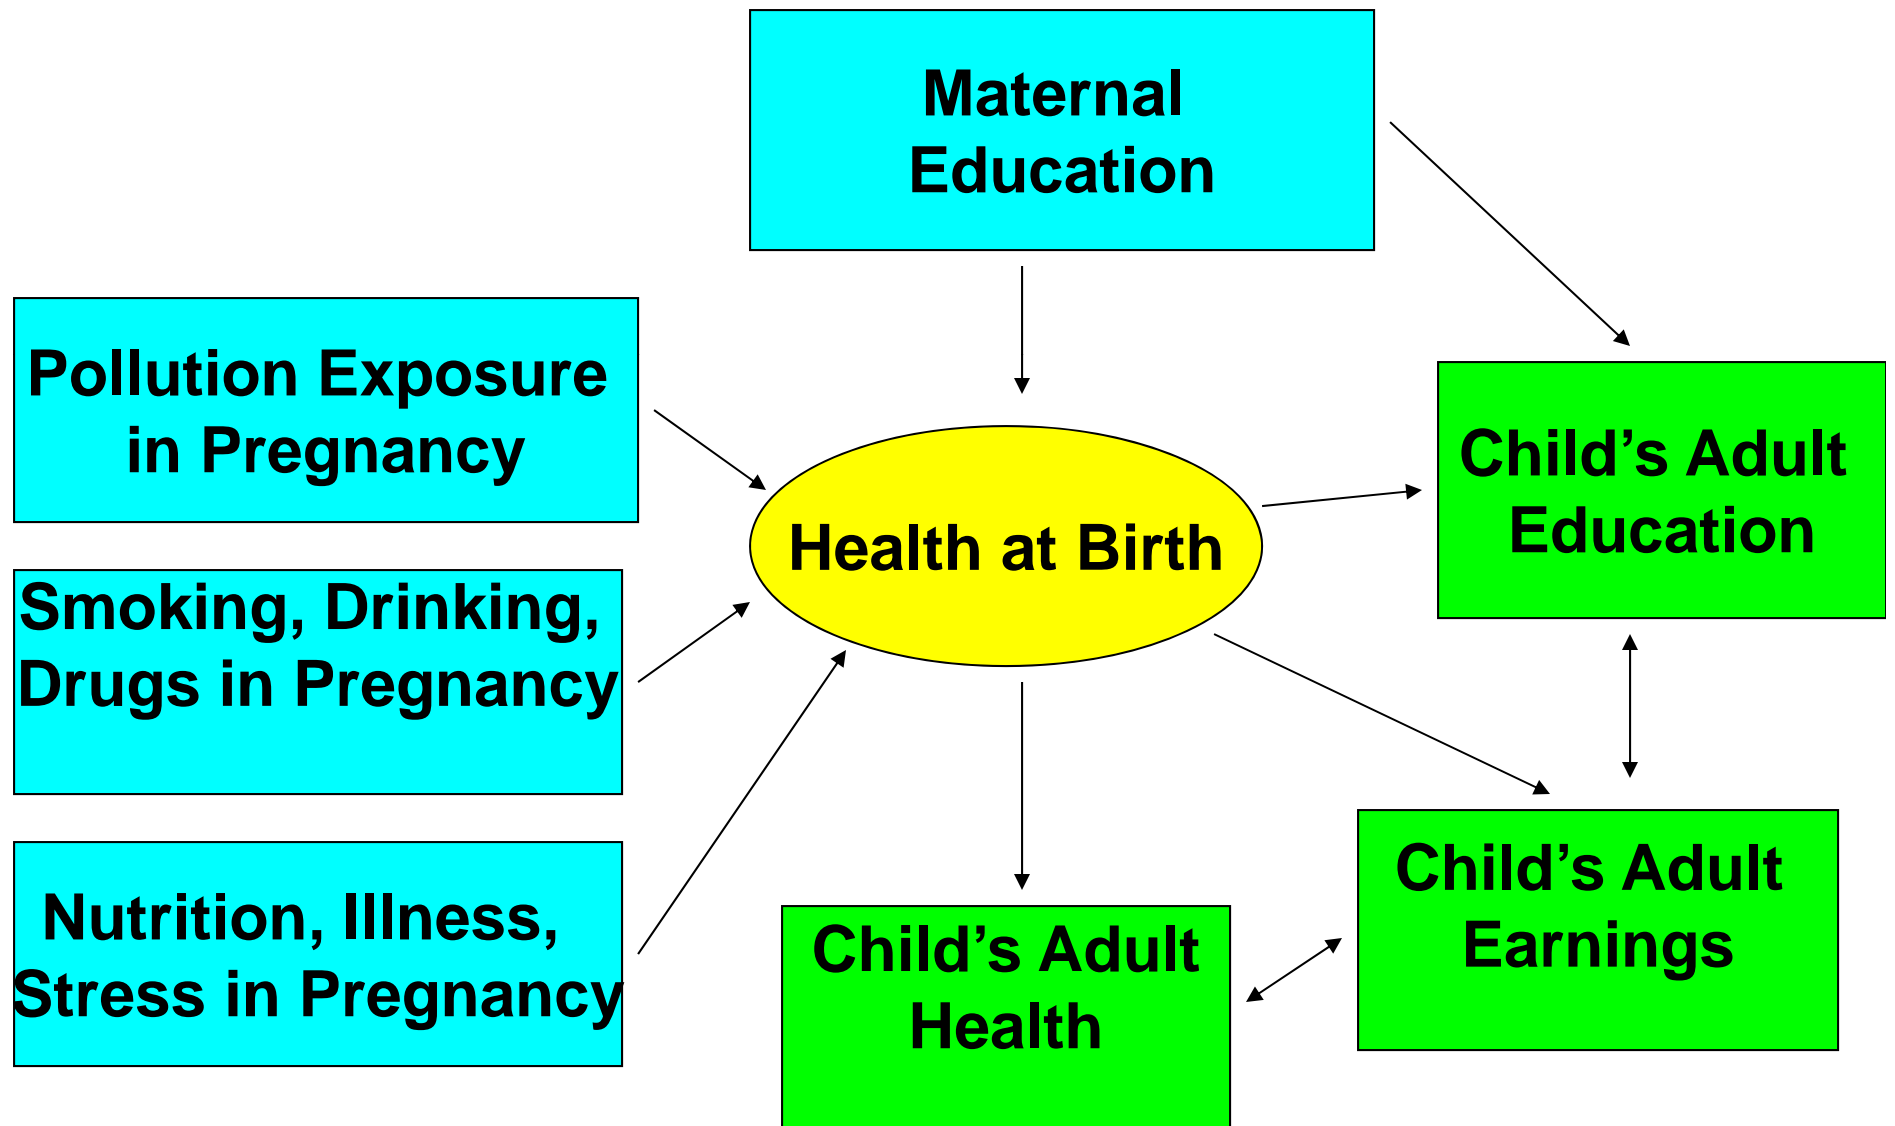 Maternal
Education
Pollution Exposure
in Pregnancy
Smoking, Drinking,
Drugs in Pregnancy
Nutrition, Illness,
Stress in Pregnancy
Health at Birth
Child’s Adult
Education
Child’s Adult
Earnings
Child’s Adult
Health